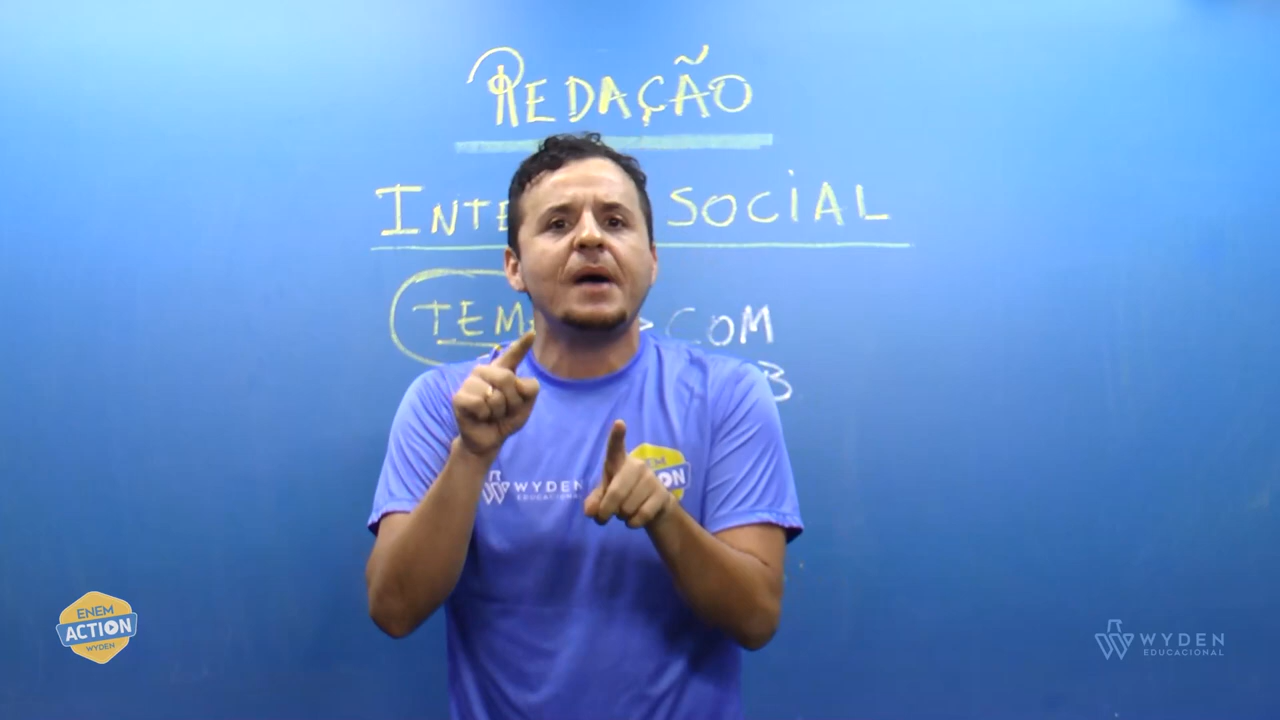 REDAÇÃO
SOCIAL
COM
WYDEN
EDUCACIONAL
ENEM
ACTION
WYDEN
WYDEN
EDUCACIONAL